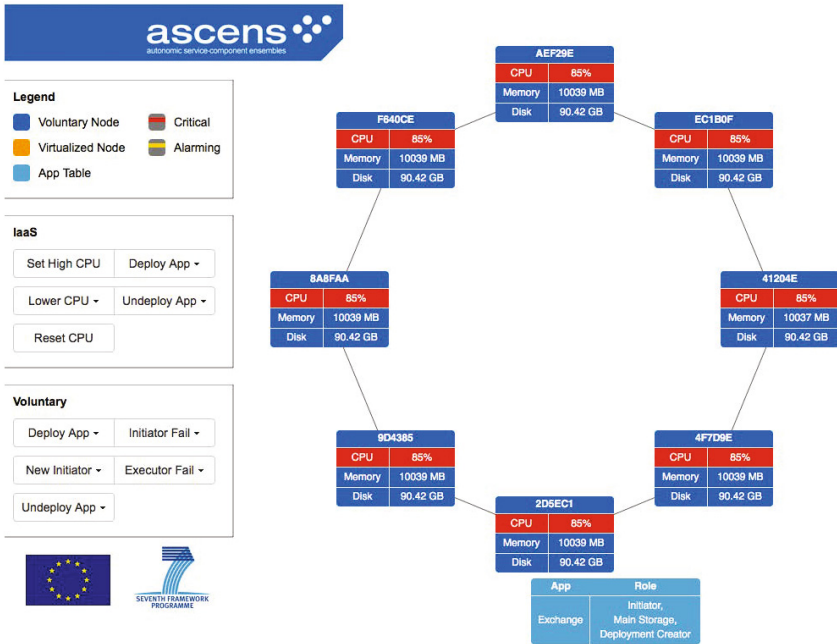 ascens
autonomic service-component ensembles
Legend
Voluntary Node
Critical
Virtualized Node
Alarming
App Table
IaaS
Set High CPU
Deploy App
Lower CPU
Undeploy App
Reset CPU
Voluntary
Deploy App
Initiator Fail
New Initiator
Executor Fail
Undeploy App
SEVENTH FRAMEWORK
PROGRAMME
AEF29E
CPU 85%
Memory 10039 MB
Disk 90.42 GB
F640CE
CPU 85%
Memory 10039 MB
Disk 90.42 GB
EC1B0F
CPU 85%
Memory 10039 MB
Disk 90.42 GB
8A8FAA
CPU 85%
Memory 10039 MB
Disk 90.42 GB
41204E
CPU 85%
Memory 10037 MB
Disk 90.42 GB
9D4385
CPU 85%
Memory 10039 MB
Disk 90.42 GB
4F7D9E
CPU 85%
Memory 10039 MB
Disk 90.42 GB
2D5EC1
CPU 85%
Memory 10039 MB
Disk 90.42 GB
App Role
Exchange
Initiator,
Main Storage,
Deployment Creator